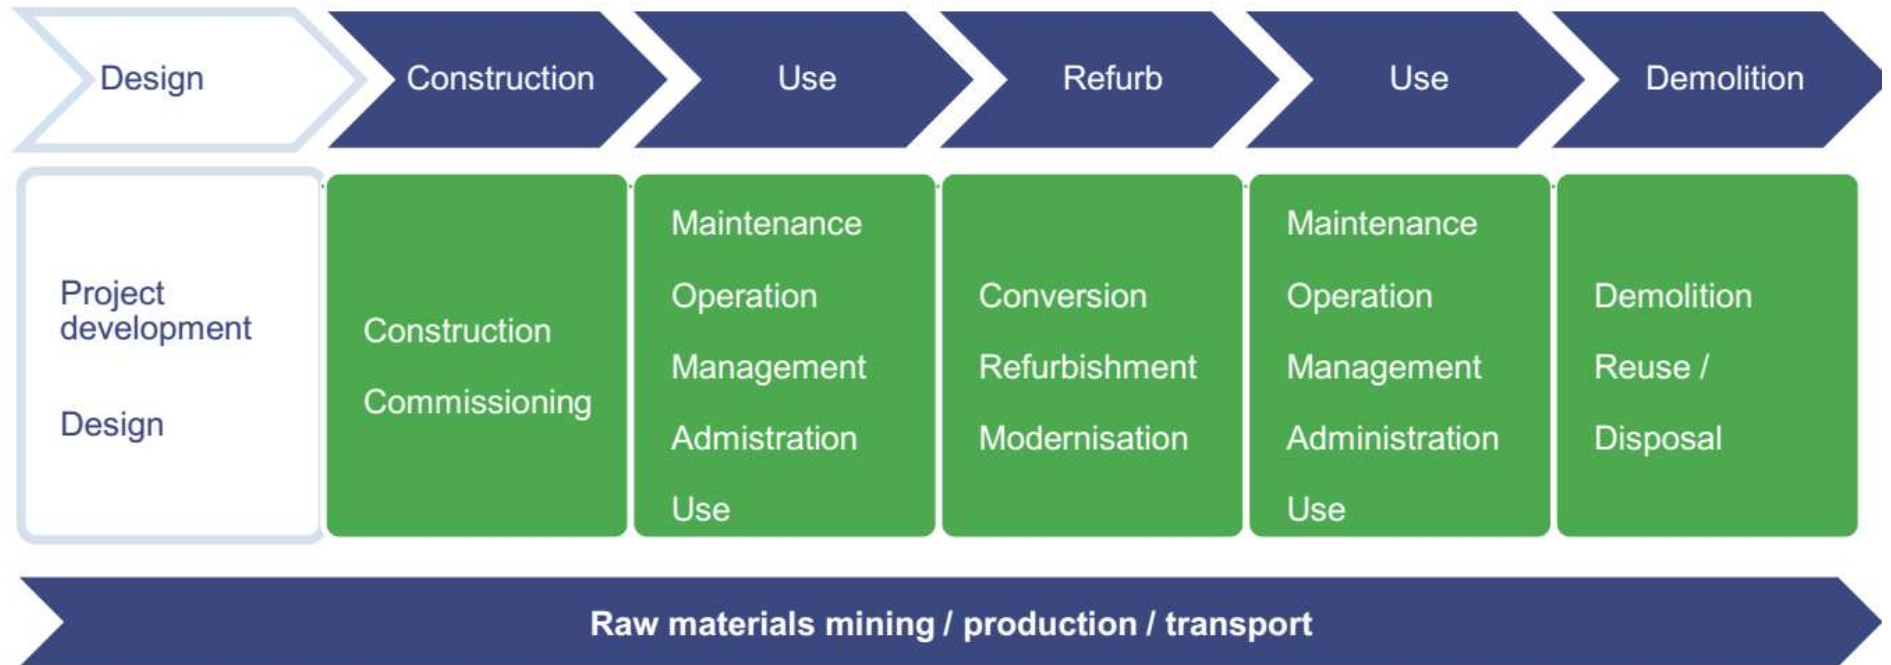 Design
Construction
Use
Refurb
Use
Demolition
Project
development
Design
Construction
Commissioning
Maintenance
Operation
Management
Admistration
Use
Conversion
Refurbishment
Modernisation
Maintenance
Operation
Management
Administration
Use
Demolition
Reuse /
Disposal
Raw materials mining / production / transport